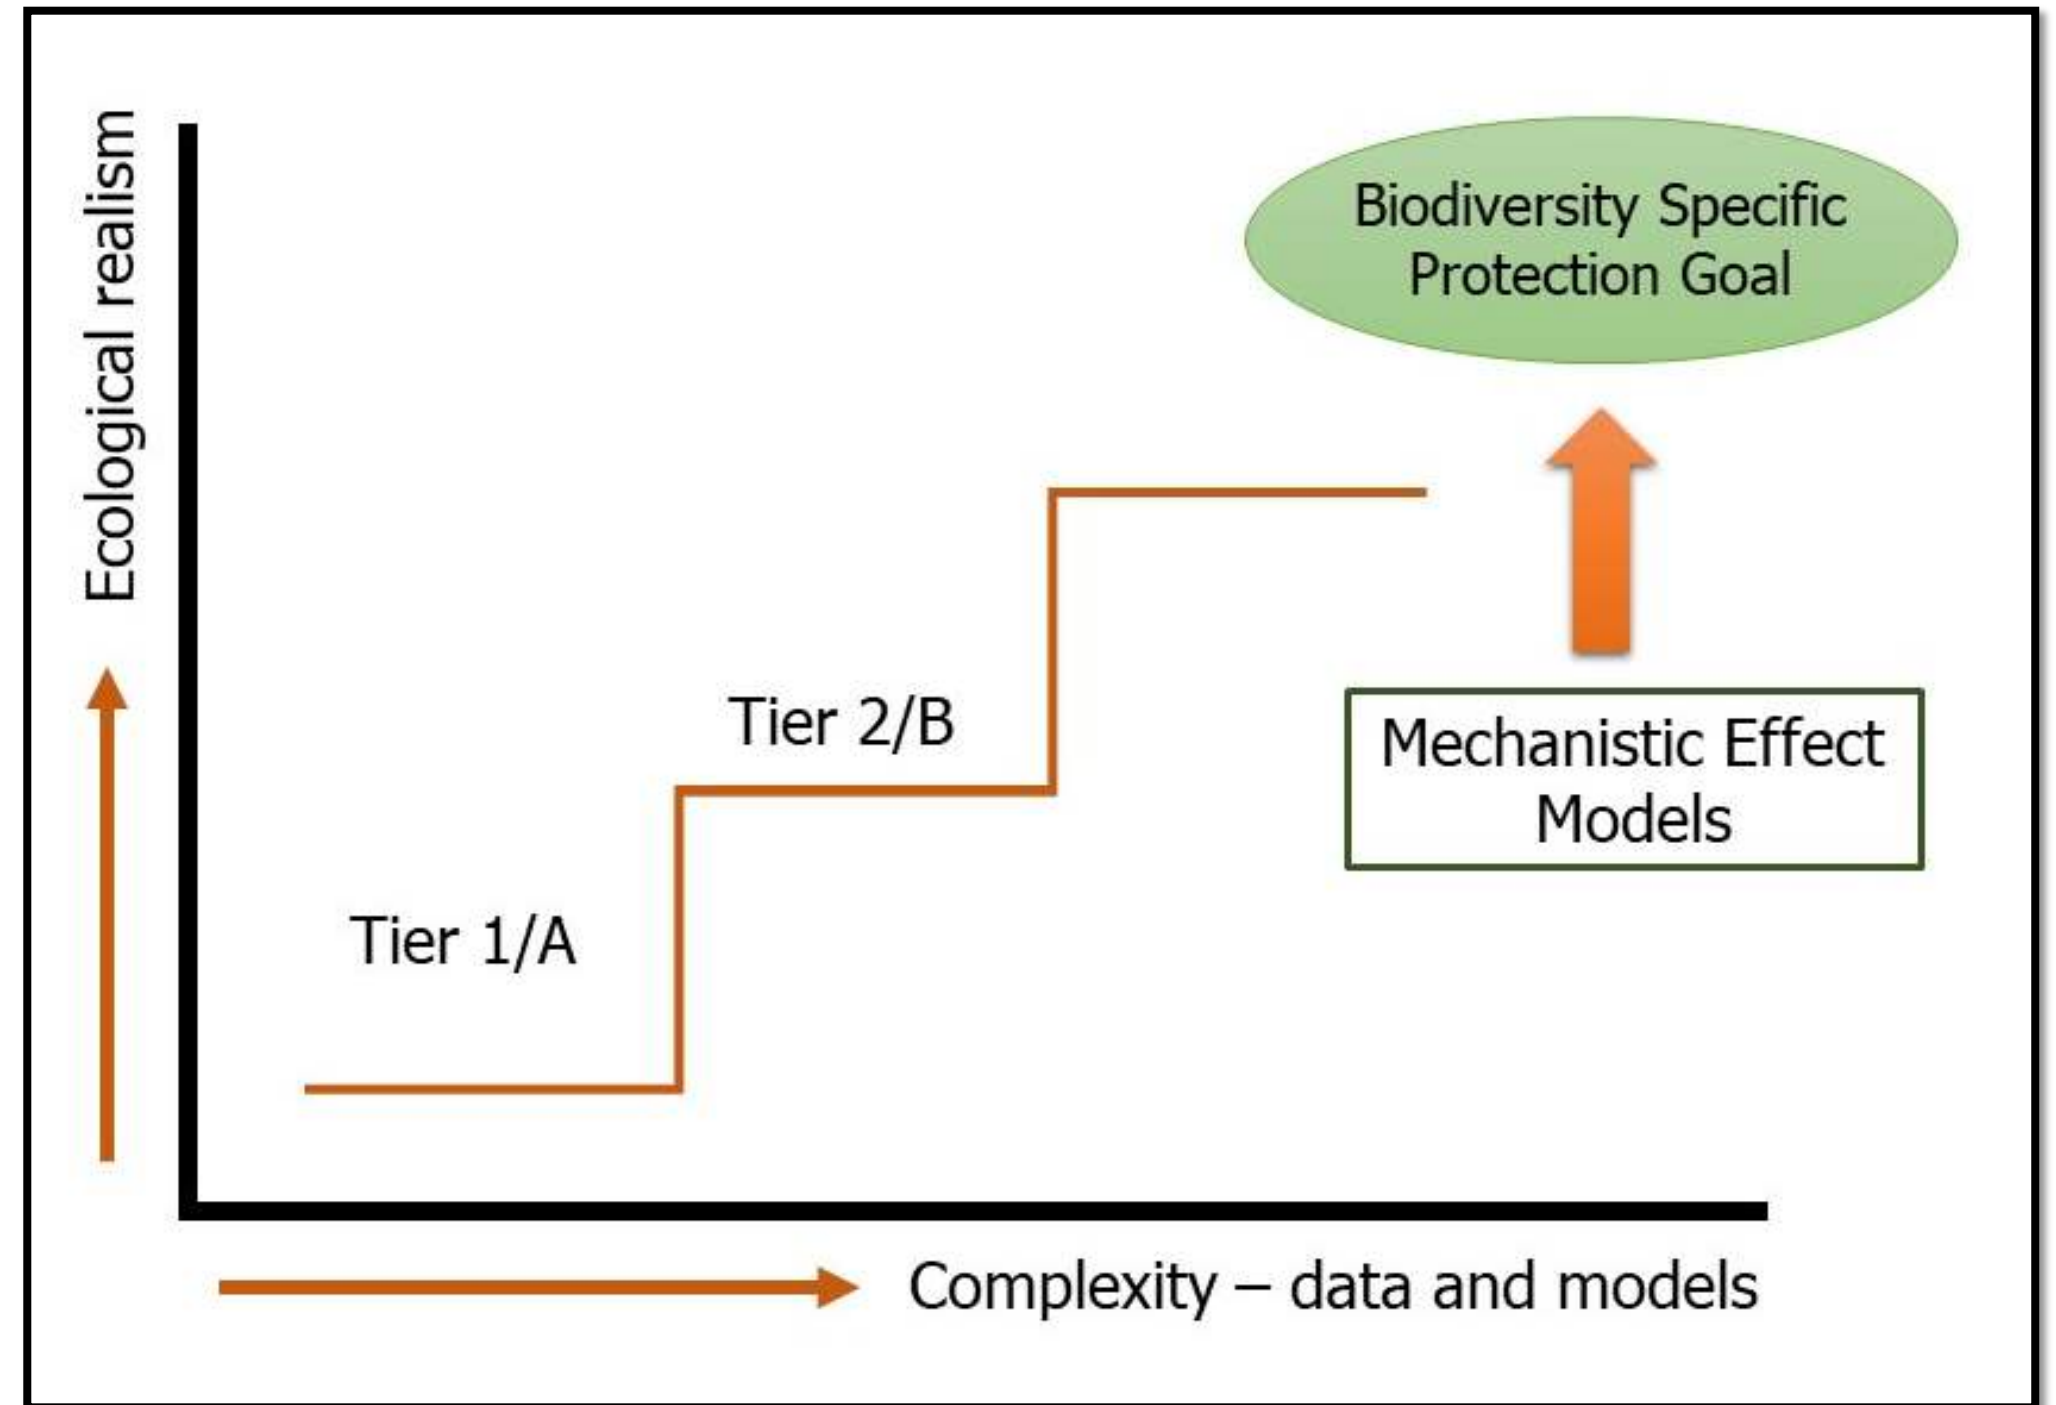 Ecological realism
Biodiversity Specific
Protection Goal
Tier 2/B
Mechanistic Effect
Models
Tier 1/A
Complexity – data and models